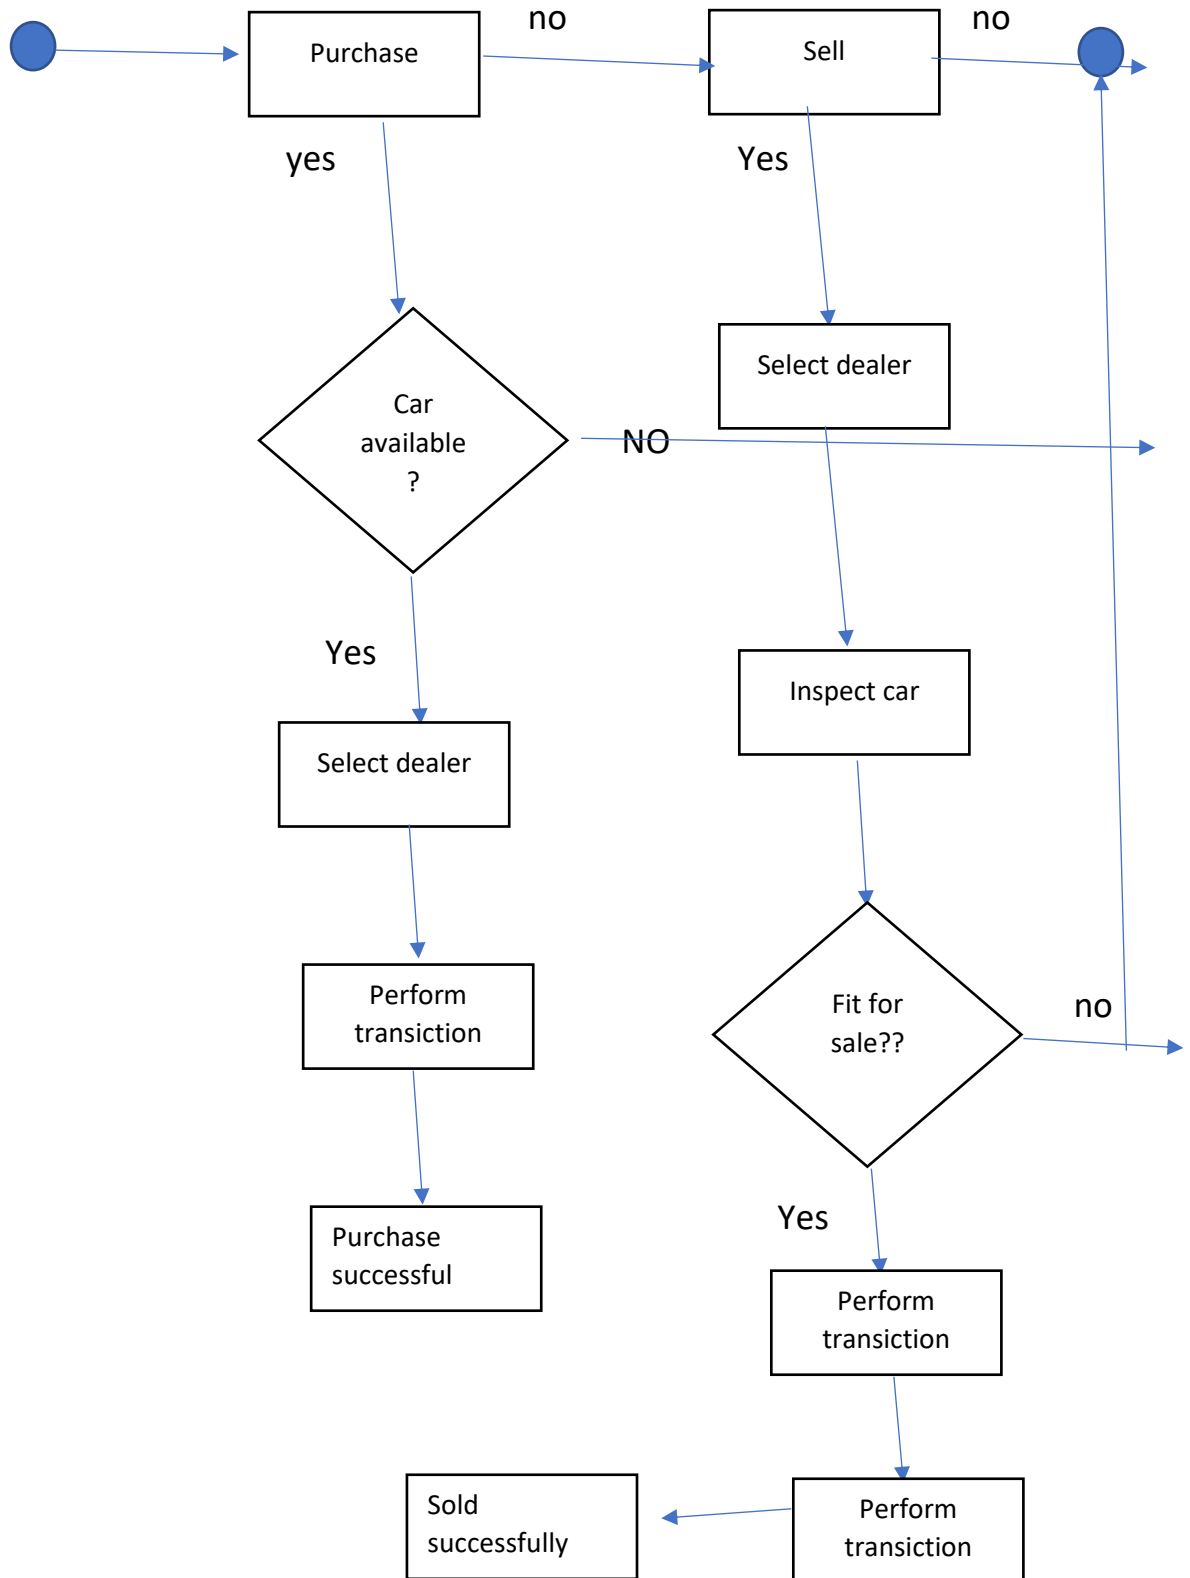 no
no
Purchase
Sell
yes
Yes
Select dealer
Car
available
?
NO
Yes
Inspect car
Select dealer
Perform
transiction
Fit for
sale??
no
Purchase
successful
Yes
Perform
transiction
Sold
successfully
Perform
transiction